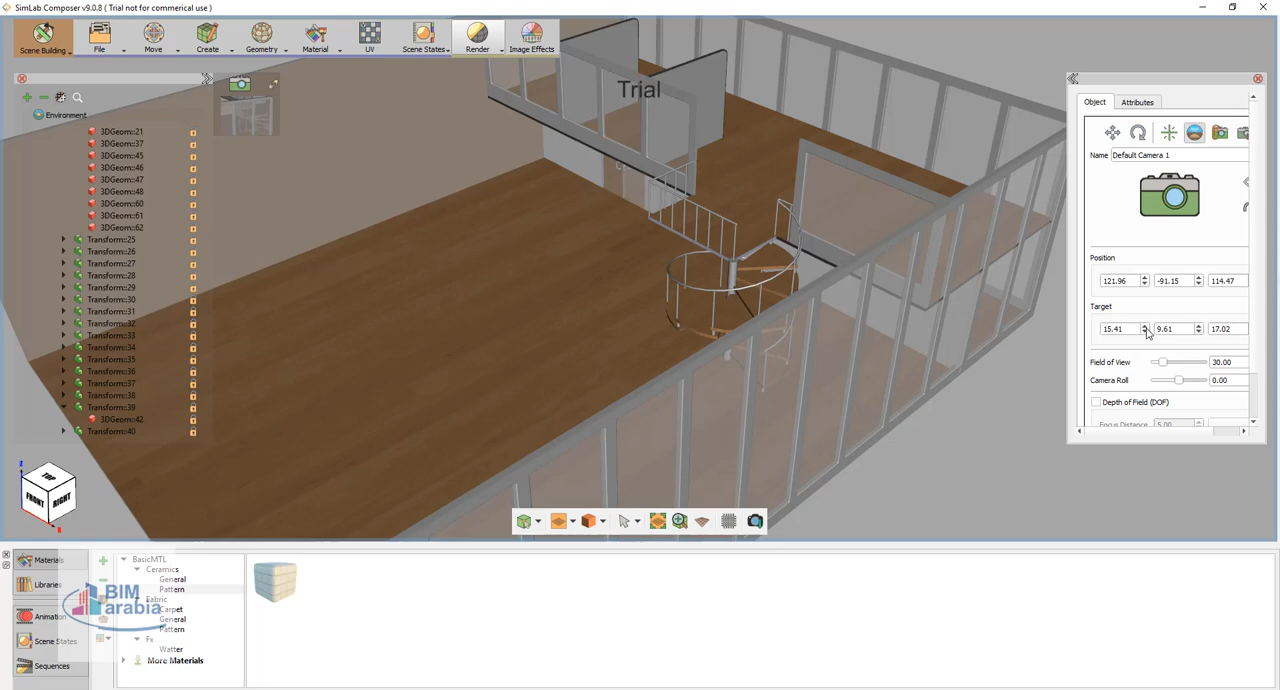 SimLab Composer v9.0.8 ( Trial not for commerical use )
Scene Building
File
Move
Create
Geometry
Material
UV
Scene States
Render
Image Effects
Trial
Environment
3DGeom::21
3DGeom::37
3DGeom::45
3DGeom::46
3DGeom::47
3DGeom::48
3DGeom::60
3DGeom::61
3DGeom::62
Transform::25
Transform::26
Transform::27
Transform::28
Transform::29
Transform::30
Transform::31
Transform::32
Transform::33
Transform::34
Transform::35
Transform::36
Transform::37
Transform::38
Transform::39
3DGeom::42
Transform::40
TOP
FRONT
RIGHT
Object
Attributes
Name Default Camera 1
Position
121.96 -91.15 114.47
Target
15.41 9.61 17.02
Field of View 30.00
Camera Roll 0.00
Depth of Field (DOF)
Focus Distance 5.00
Materials
Libraries
Animation
Scene States
Sequences
BIM
arabia
BasicMTL
Ceramics
General
Pattern
Fabric
Carpet
General
Pattern
Fx
Watter
More Materials